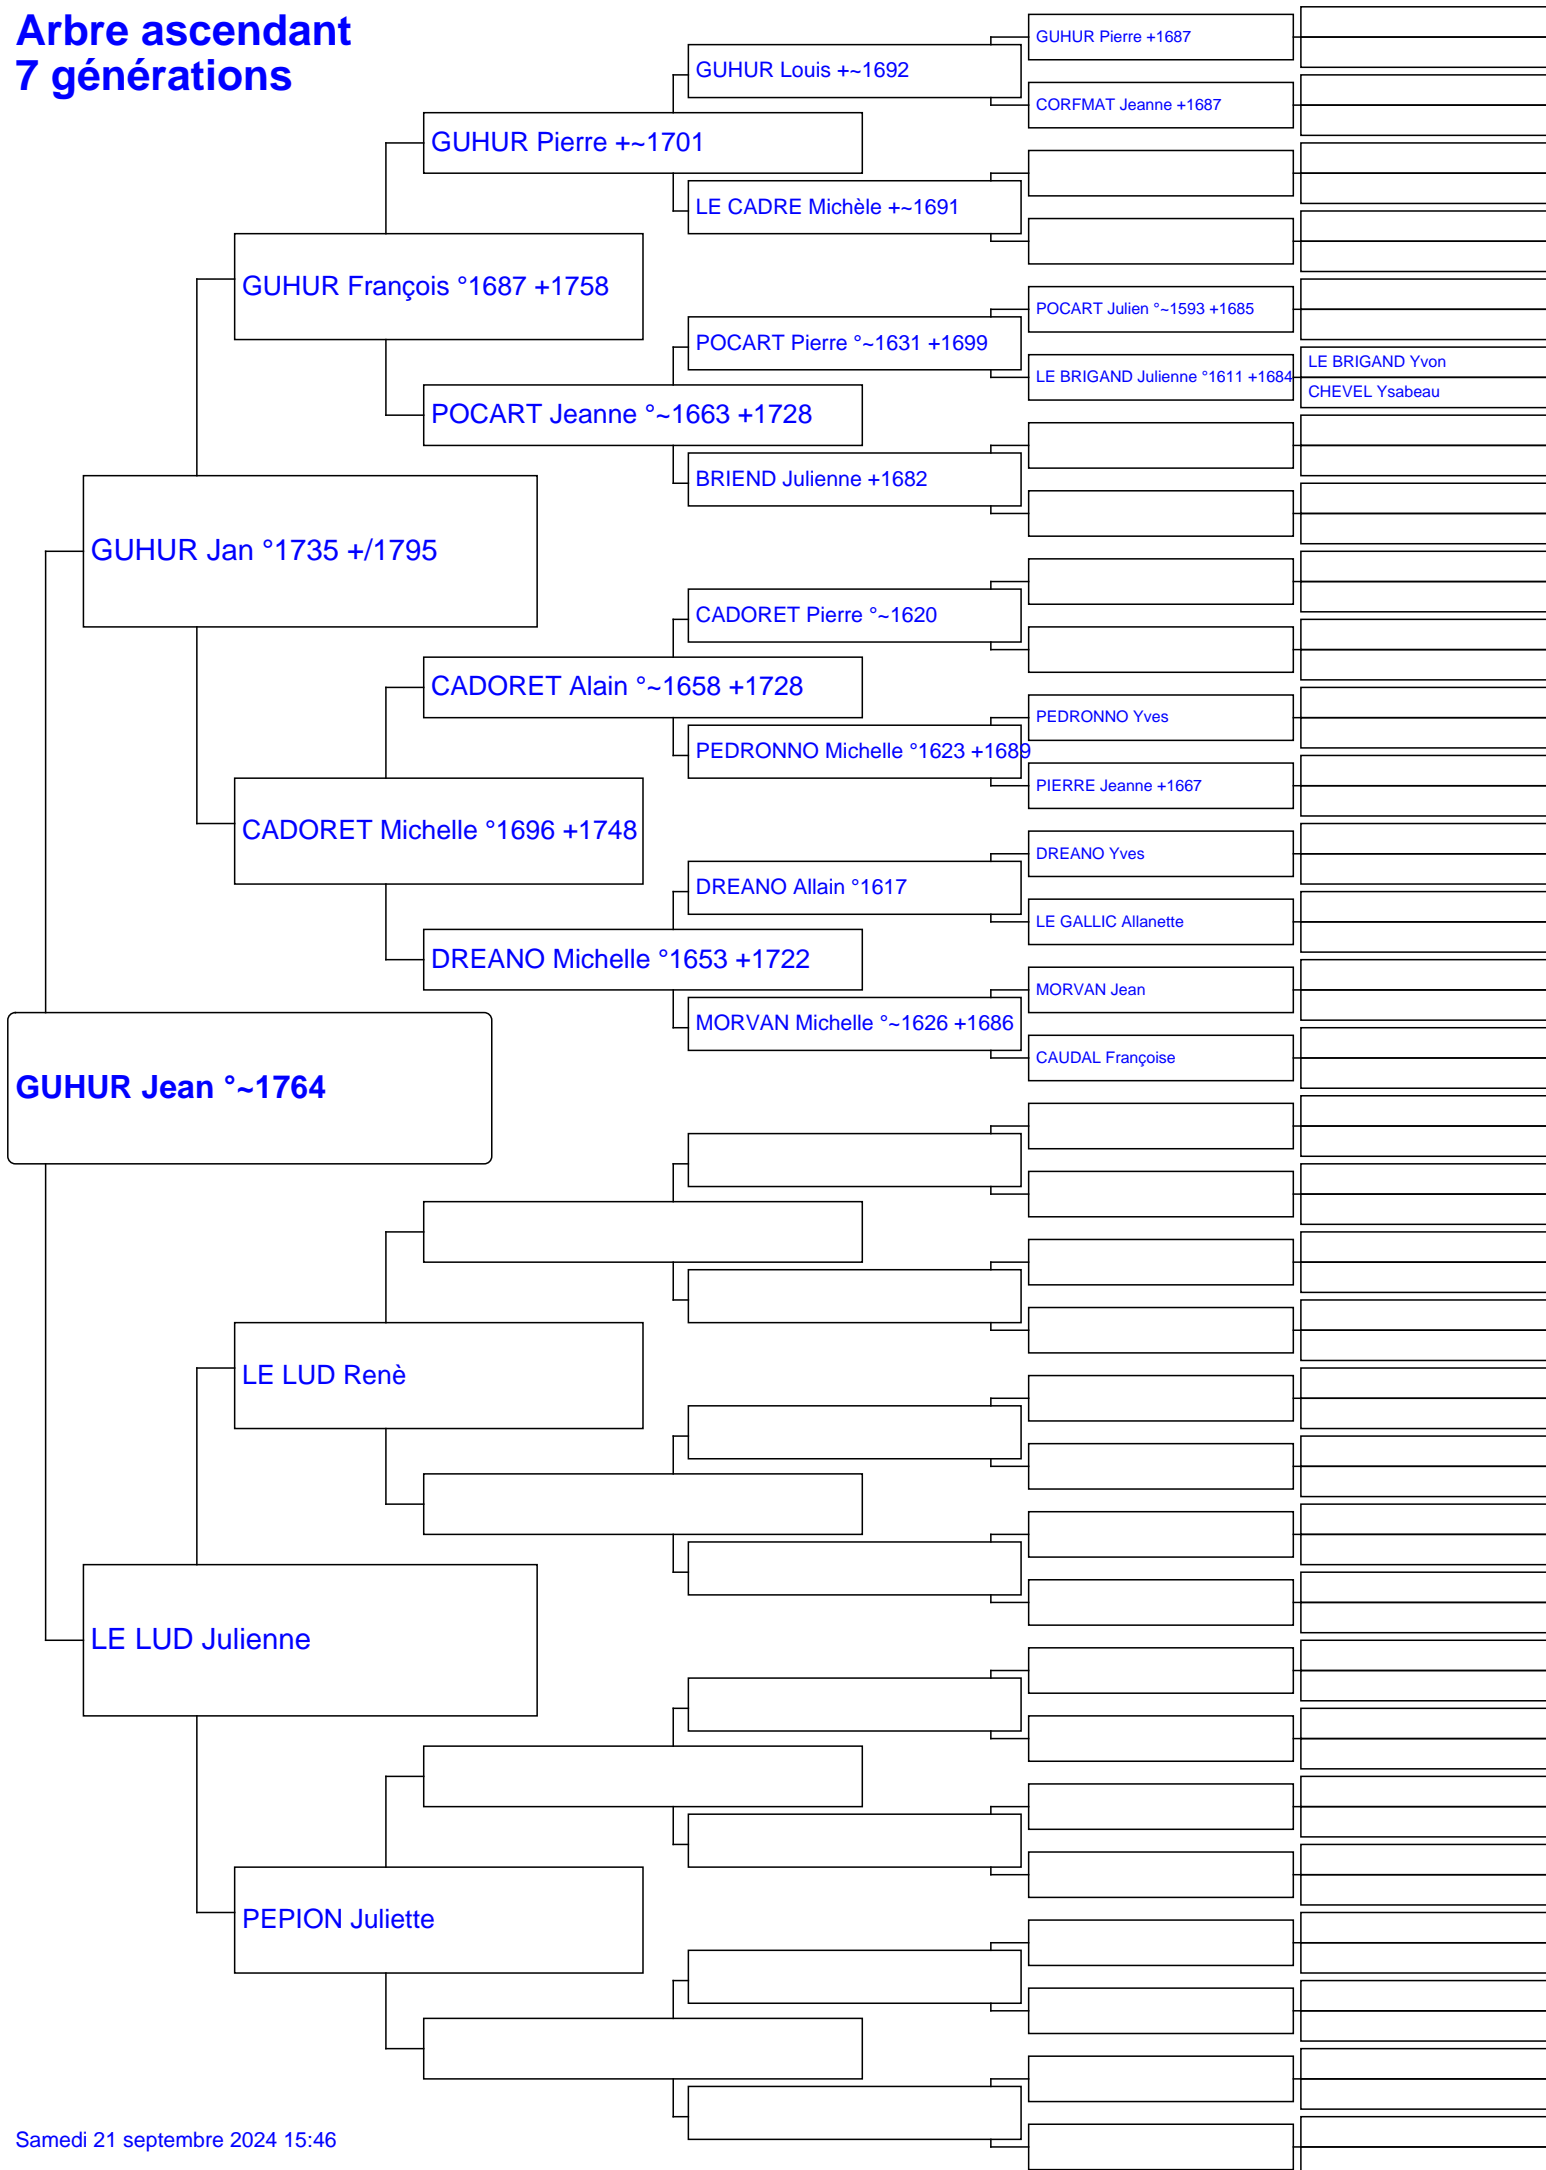 Arbre ascendant
7 générations
GUHUR Pierre +1687
GUHUR Louis +~1692
CORFMAT Jeanne +1687
GUHUR Pierre +~1701
LE CADRE Michèle +~1691
GUHUR François °1687 +1758
POCART Julien °~1593 +1685
POCART Pierre °~1631 +1699
LE BRIGAND Yvon
LE BRIGAND Julienne °1611 +1684
CHEVEL Ysabeau
POCART Jeanne °~1663 +1728
BRIEND Julienne +1682
GUHUR Jan °1735 +/1795
CADORET Pierre °~1620
CADORET Alain °~1658 +1728
PEDRONNO Yves
PEDRONNO Michelle °1623 +1689
PIERRE Jeanne +1667
CADORET Michelle °1696 +1748
DREANO Yves
DREANO Allain °1617
LE GALLIC Allanette
DREANO Michelle °1653 +1722
MORVAN Jean
MORVAN Michelle °~1626 +1686
CAUDAL Françoise
GUHUR Jean °~1764
LE LUD Renè
LE LUD Julienne
PEPION Juliette
Samedi 21 septembre 2024 15:46